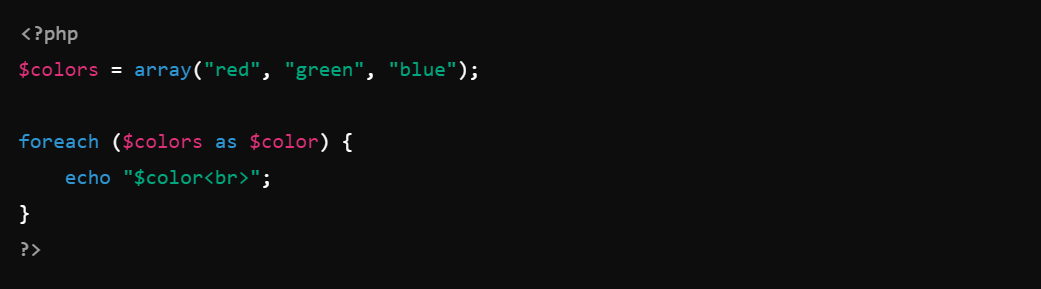 <?php
$colors = array("red", "green", "blue");
foreach ($colors as $color) {
    echo "$color<br>";
}
?>